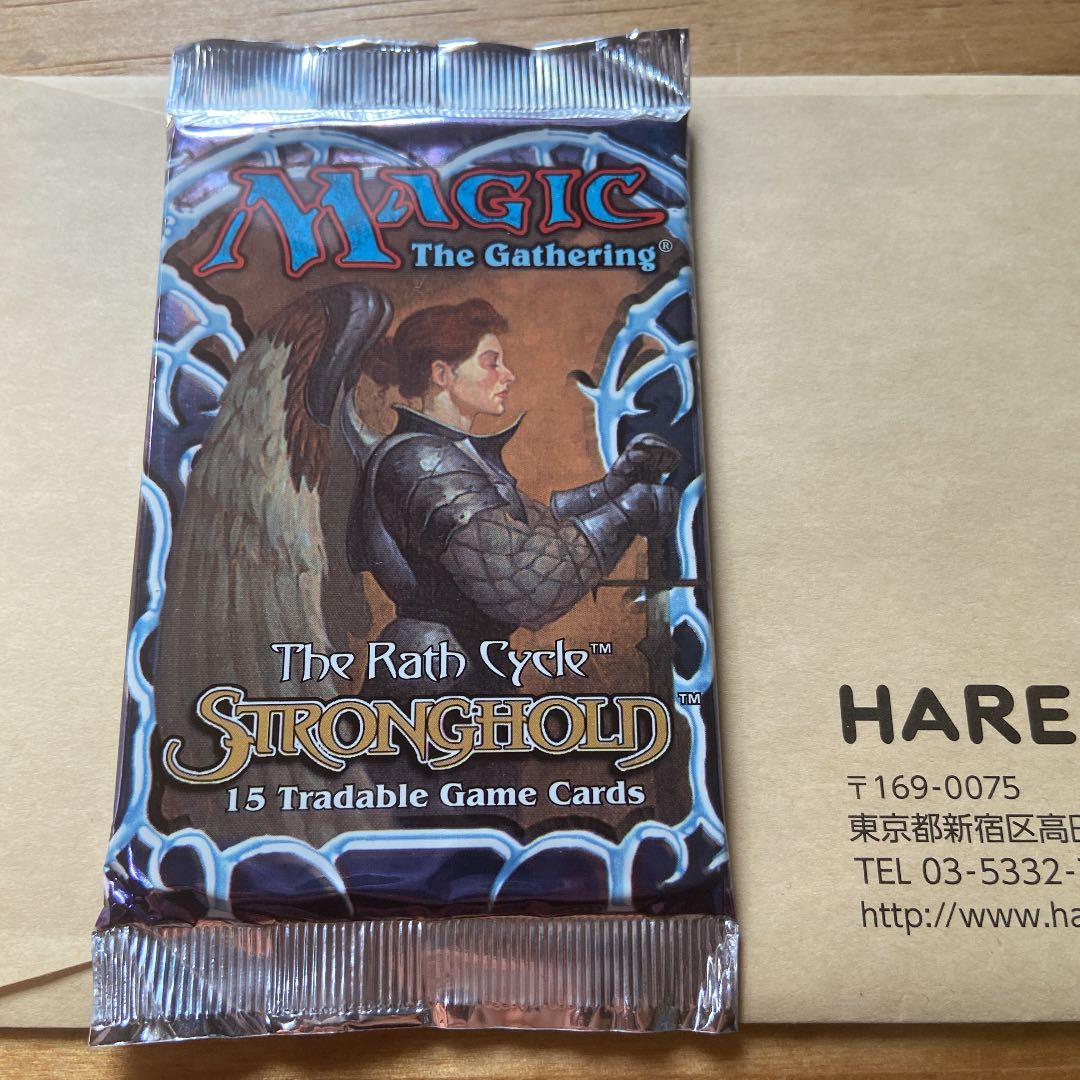 MAGIC
The Gathering®
The Rath Cycle™
STRONGHOLD™
15 Tradable Game Cards
HARE
〒169-0075
東京都新宿区高
TEL 03-5332-
http://www.ha